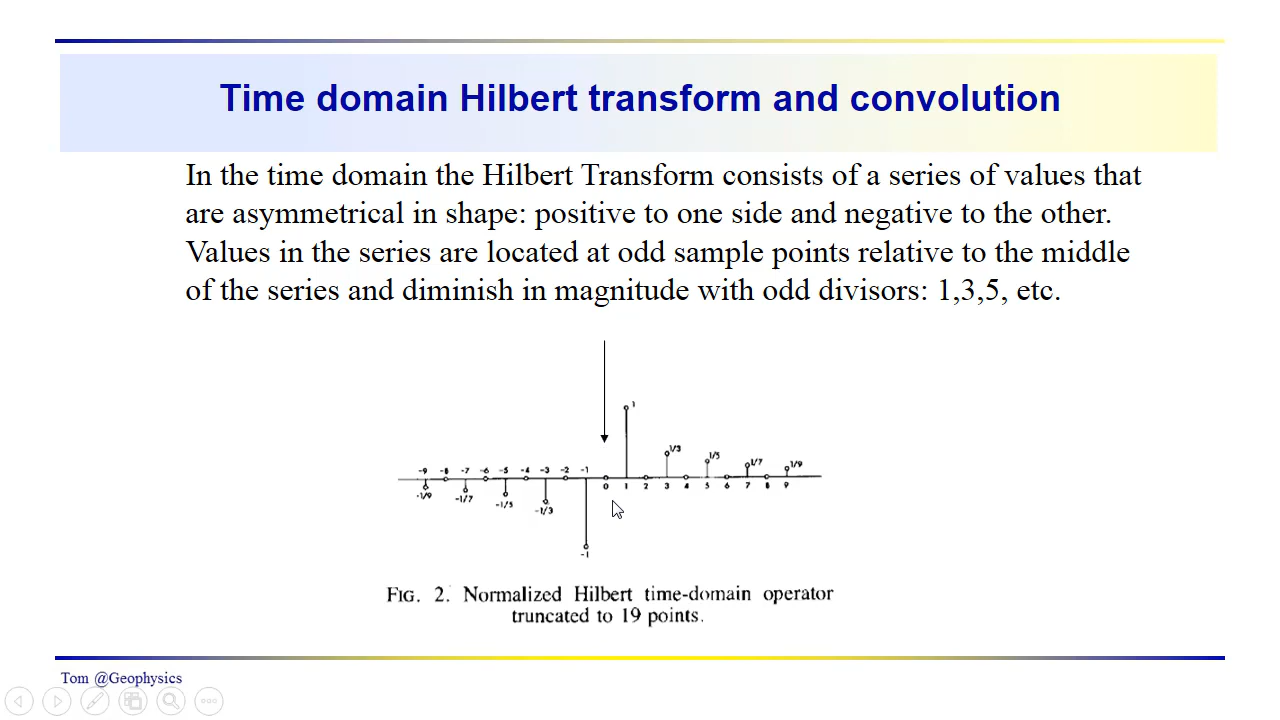 Time domain Hilbert transform and convolution
In the time domain the Hilbert Transform consists of a series of values that
are asymmetrical in shape: positive to one side and negative to the other.
Values in the series are located at odd sample points relative to the middle
of the series and diminish in magnitude with odd divisors: 1,3,5, etc.
1
1/3
1/5
1/7
1/9
-9 -8 -7 -6 -5 -4 -3 -2 -1
0 1 2 3 4 5 6 7 8 9
-1/9
-1/7
-1/5
-1/3
-1
FIG. 2. Normalized Hilbert time-domain operator
truncated to 19 points.
Tom @Geophysics